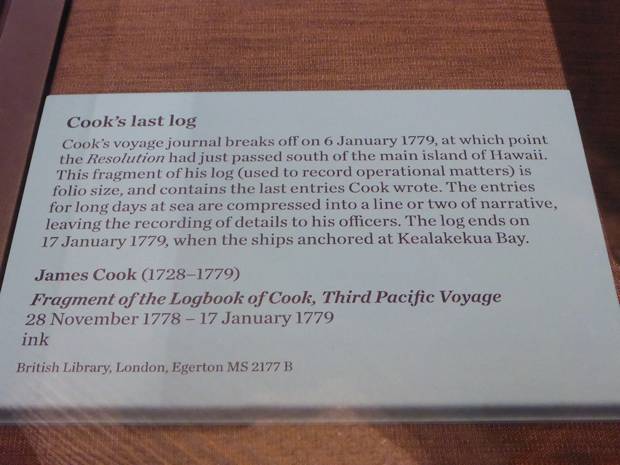 Cook's last log
Cook's voyage journal breaks off on 6 January 1779, at which point
the Resolution had just passed south of the main island of Hawaii.
This fragment of his log (used to record operational matters) is
folio size, and contains the last entries Cook wrote. The entries
for long days at sea are compressed into a line or two of narrative,
leaving the recording of details to his officers. The log ends on
17 January 1779, when the ships anchored at Kealakekua Bay.
James Cook (1728–1779)
Fragment of the Logbook of Cook, Third Pacific Voyage
28 November 1778 – 17 January 1779
ink
British Library, London, Egerton MS 2177 B